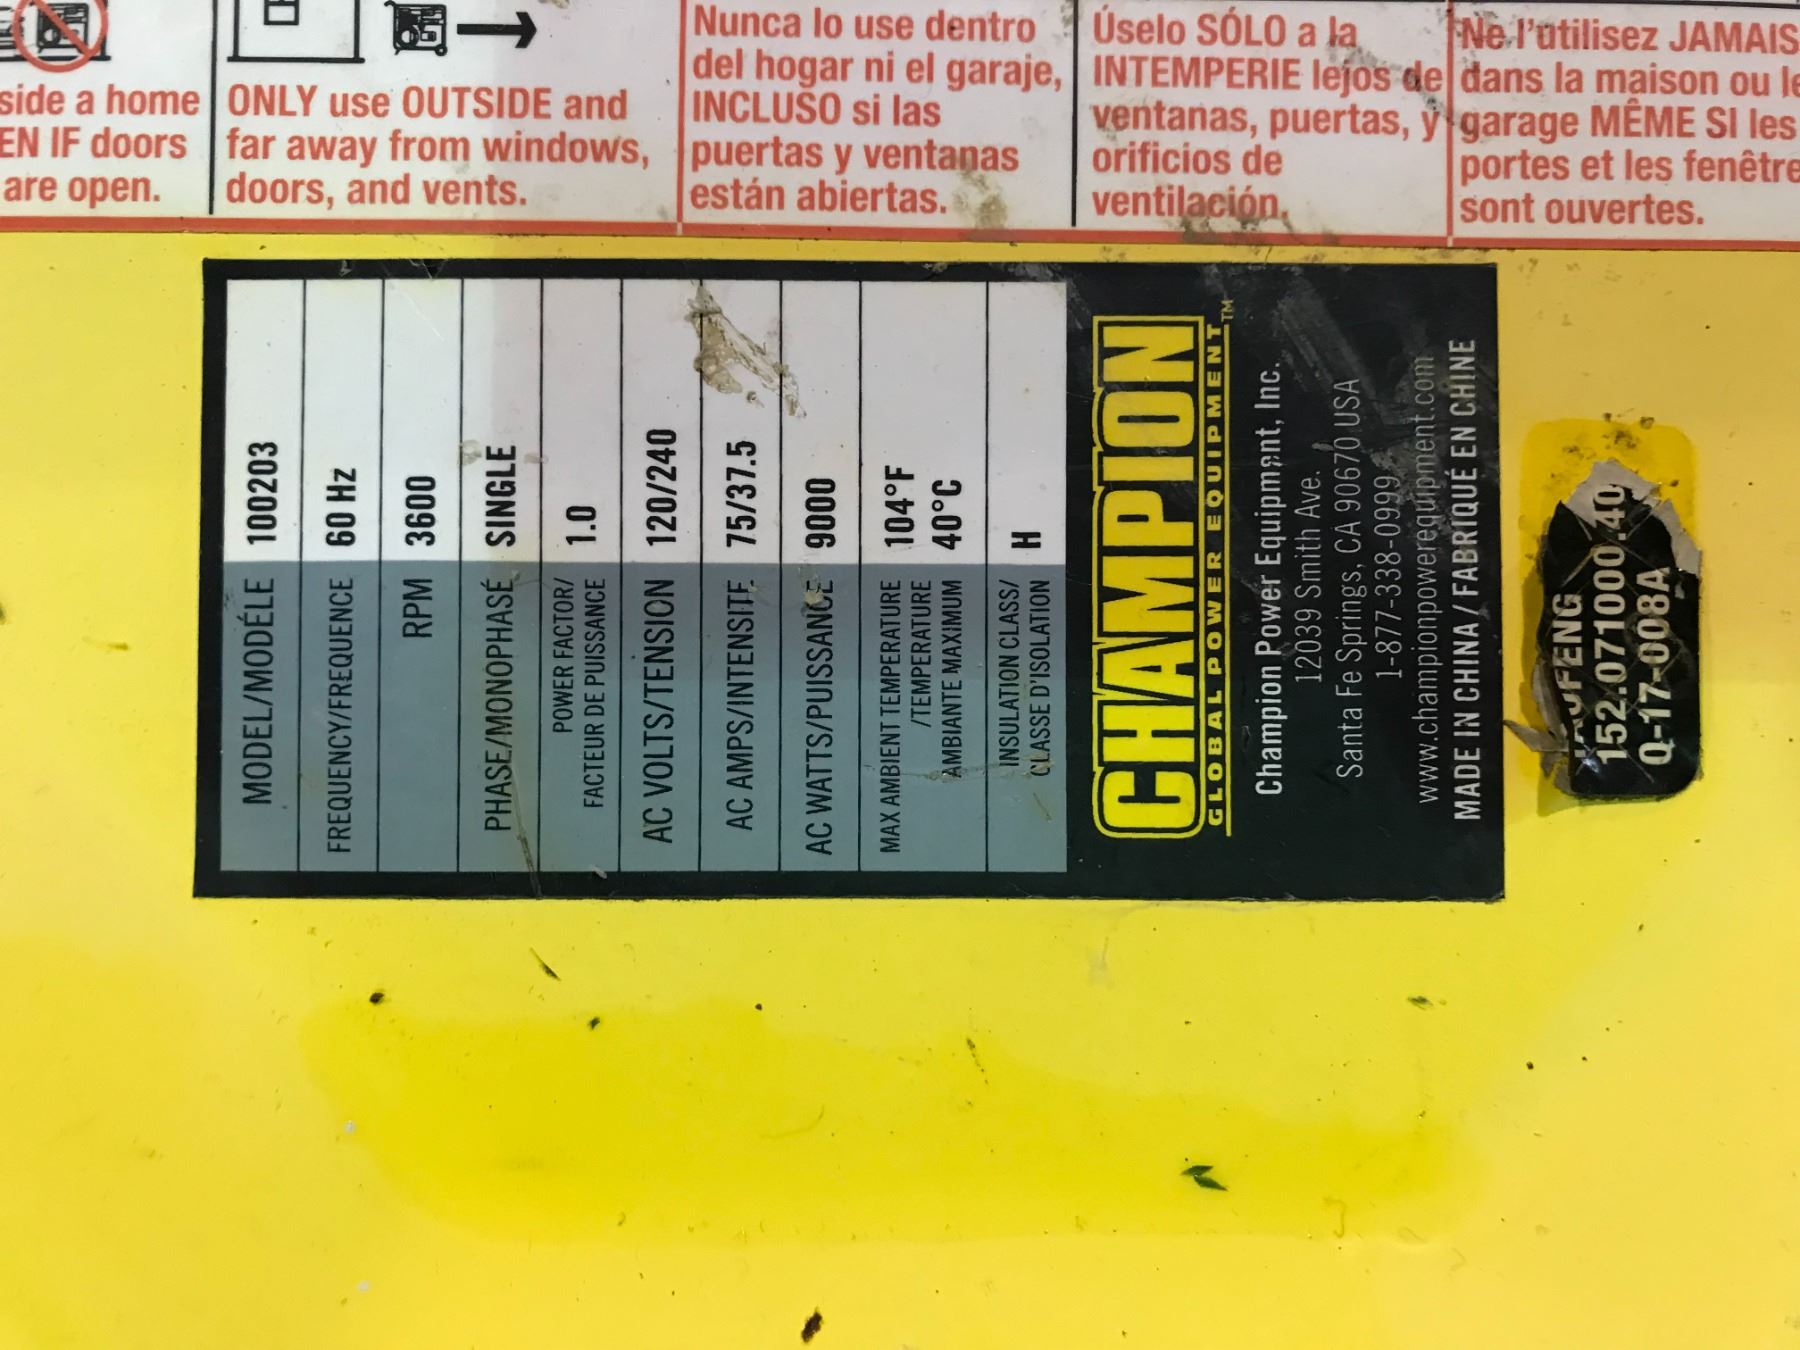 side a home
EN IF doors
are open.
ONLY use OUTSIDE and
far away from windows,
doors, and vents.
Nunca lo use dentro
del hogar ni el garaje,
INCLUSO si las
puertas y ventanas
están abiertas.
Úselo SÓLO a la
INTEMPERIE lejos de
ventanas, puertas, y
orificios de
ventilación.
Ne l'utilisez JAMAIS
dans la maison ou le
garage MÊME SI les
portes et les fenêtre
sont ouvertes.
MODEL/MODÉLE 100203
FREQUENCY/FREQUENCE 60 Hz
RPM 3600
PHASE/MONOPHASÉ SINGLE
POWER FACTOR/
FACTEUR DE PUISSANCE 1.0
AC VOLTS/TENSION 120/240
AC AMPS/INTENSITE 75/37.5
AC WATTS/PUISSANCE 9000
MAX AMBIENT TEMPERATURE 104°F
/TEMPERATURE 40°C
AMBIANTE MAXIMUM
INSULATION CLASS/ H
CLASSE D'ISOLATION
CHAMPION
GLOBAL POWER EQUIPMENT™
Champion Power Equipment, Inc.
12039 Smith Ave.
Santa Fe Springs, CA 90670 USA
1-877-338-0999
www.championpowerequipment.com
MADE IN CHINA / FABRIQUÉ EN CHINE
152.071000.40
Q-17-008A